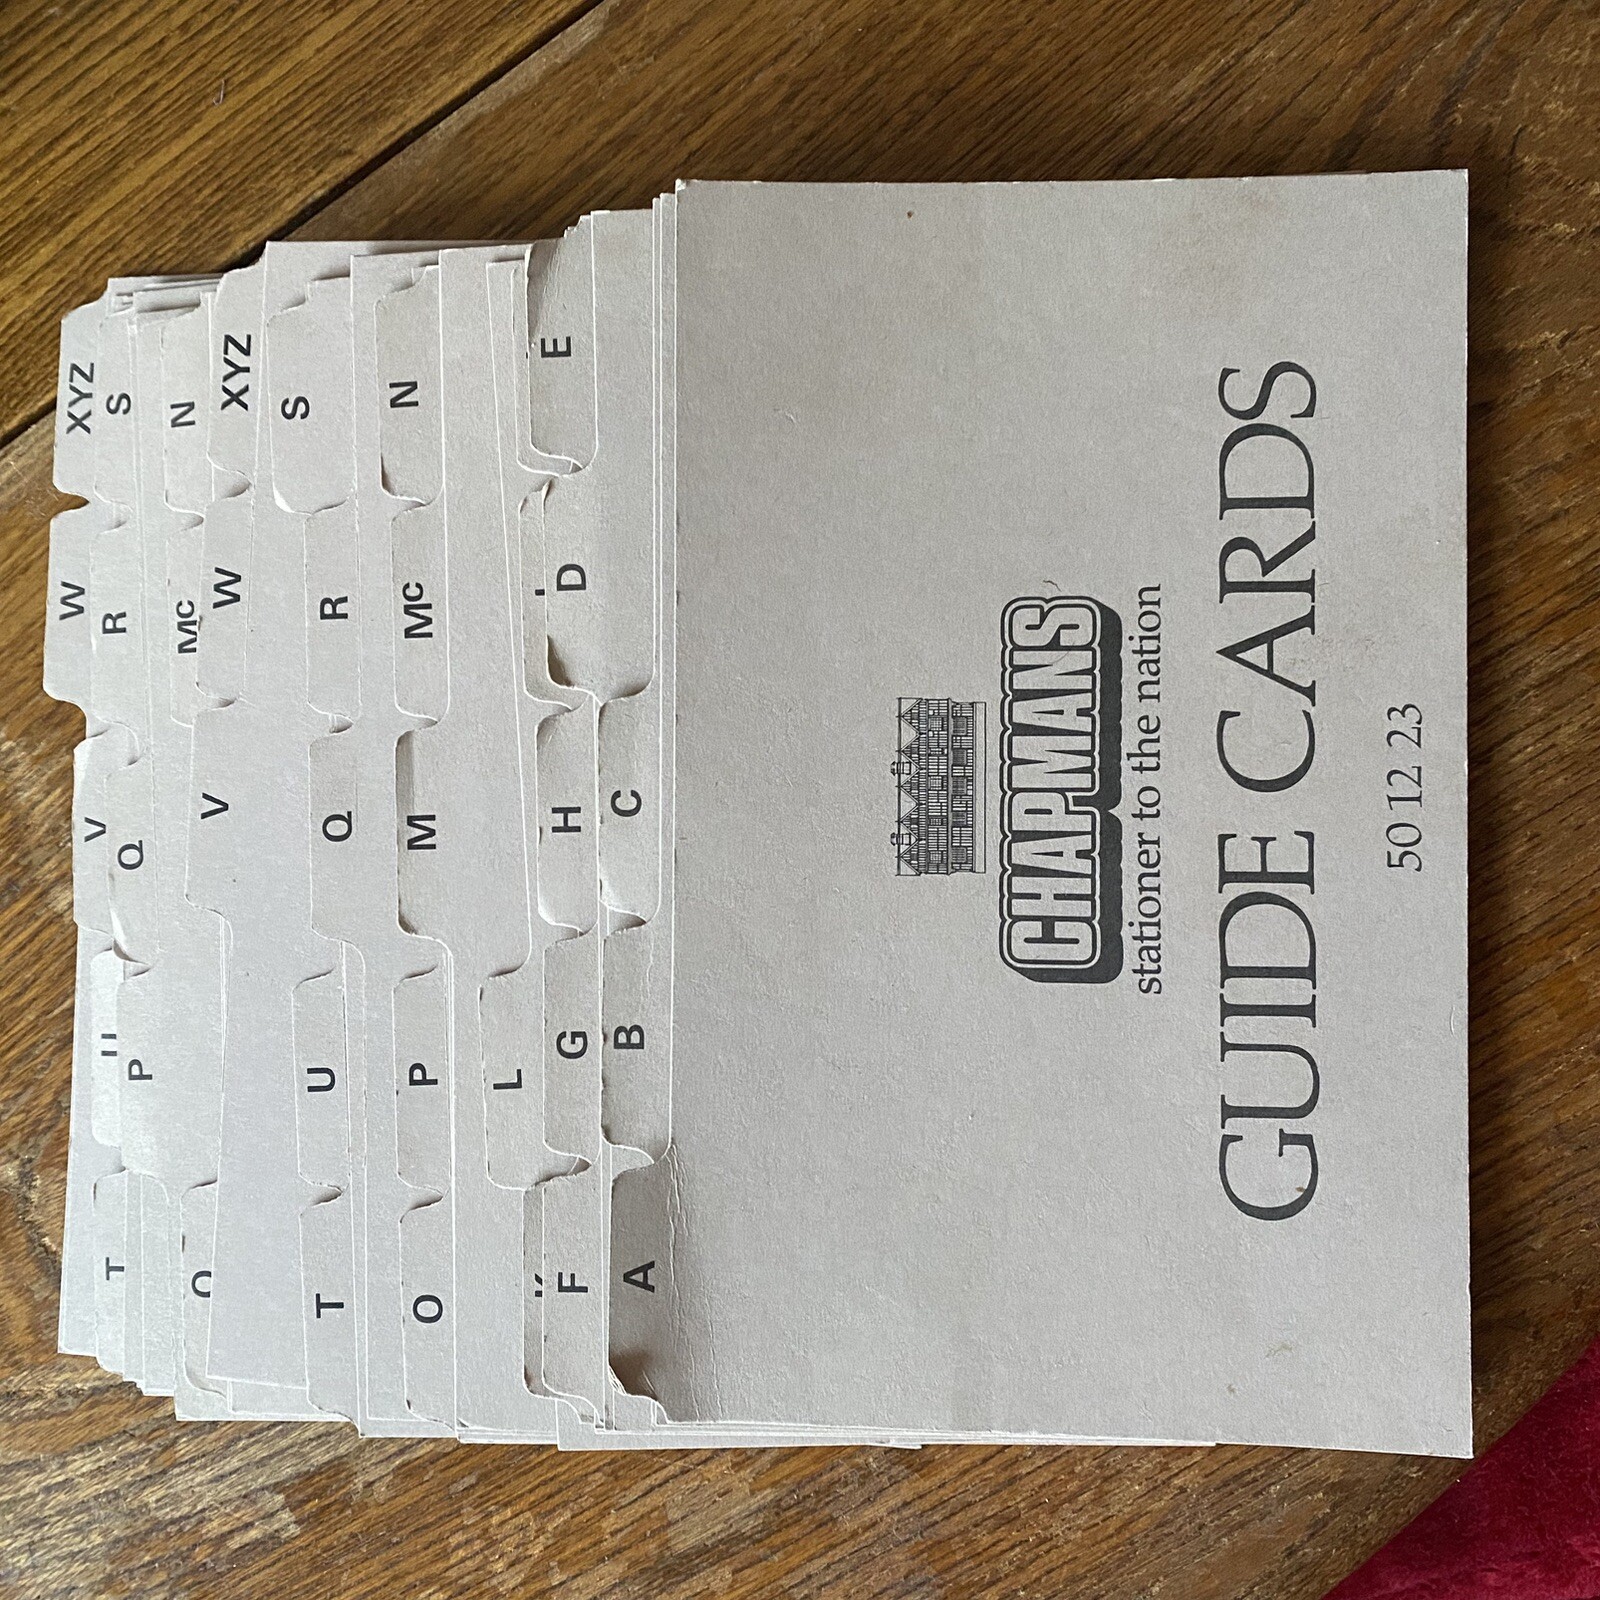 CHAPMANS
stationer to the nation
GUIDE CARDS
50 12 23
A
B
C
D
E
F
G
H
L
M
Mc
N
O
P
Q
R
S
T
U
V
W
XYZ
Mc
N
P
Q
R
S
T
V
W
XYZ